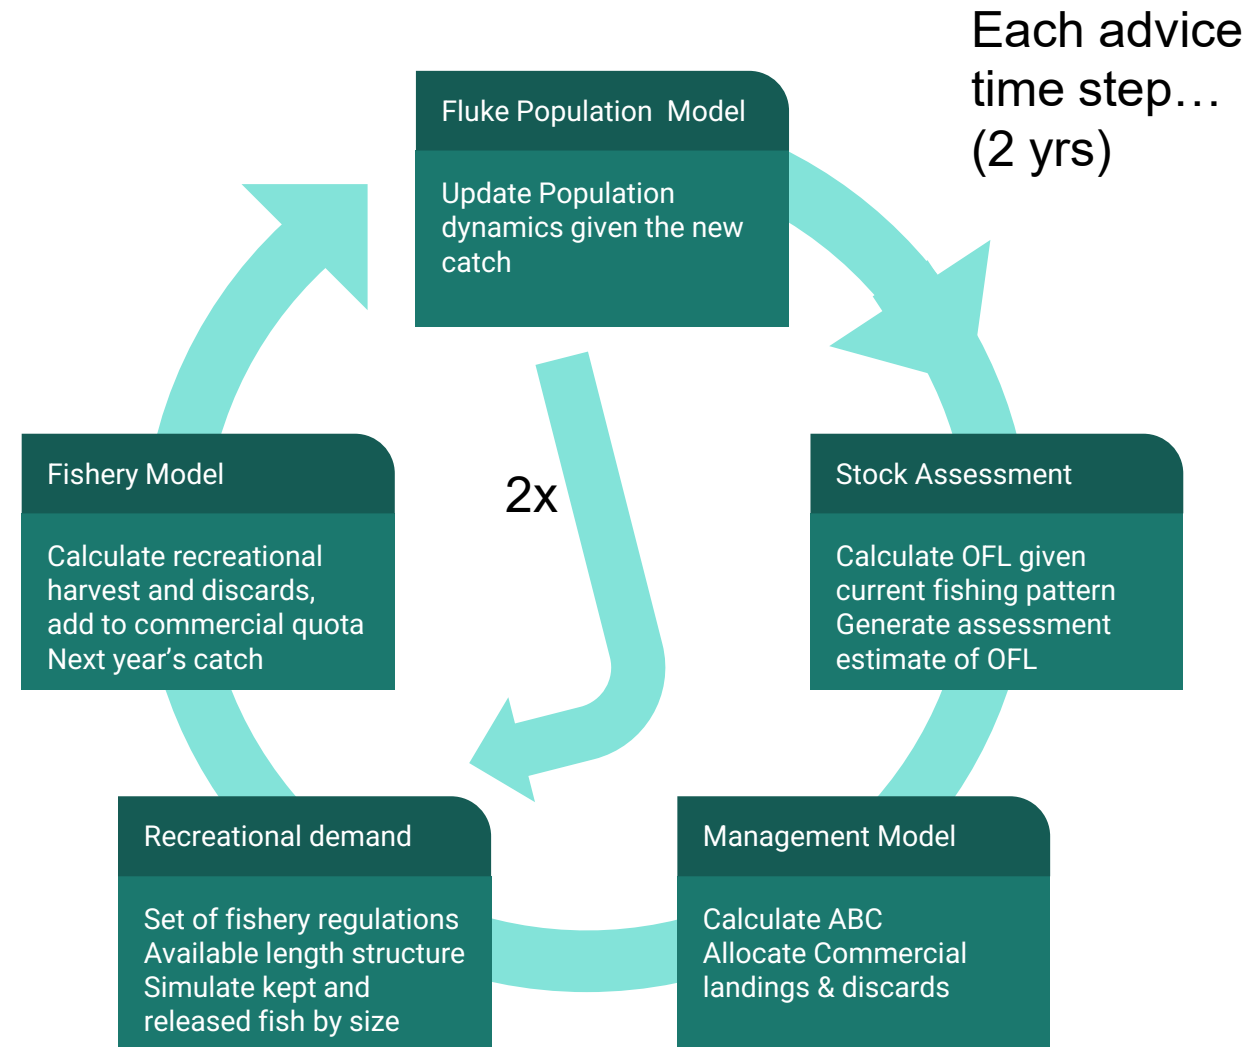 Each advice
time step…
(2 yrs)
Fluke Population Model
Update Population
dynamics given the new
catch
Fishery Model
Calculate recreational
harvest and discards,
add to commercial quota
Next year’s catch
2x
Stock Assessment
Calculate OFL given
current fishing pattern
Generate assessment
estimate of OFL
Recreational demand
Set of fishery regulations
Available length structure
Simulate kept and
released fish by size
Management Model
Calculate ABC
Allocate Commercial
landings & discards